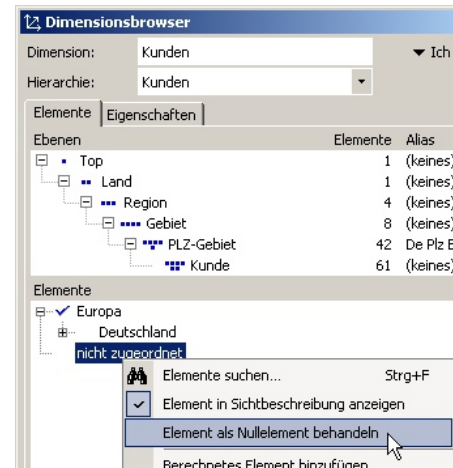 Dimensionsbrowser
Dimension: Kunden Ich
Hierarchie: Kunden
Elemente Eigenschaften
Ebenen Elemente Alias
Top 1 (keines)
Land 1 (keines)
Region 4 (keines)
Gebiet 8 (keines)
PLZ-Gebiet 42 De Plz
Kunde 61 (keines)
Elemente
Europa
Deutschland
nicht zugeordnet
Elemente suchen... Strg+F
Element in Sichtbeschreibung anzeigen
Element als Nullelement behandeln
Berechnetes Element hinzufügen